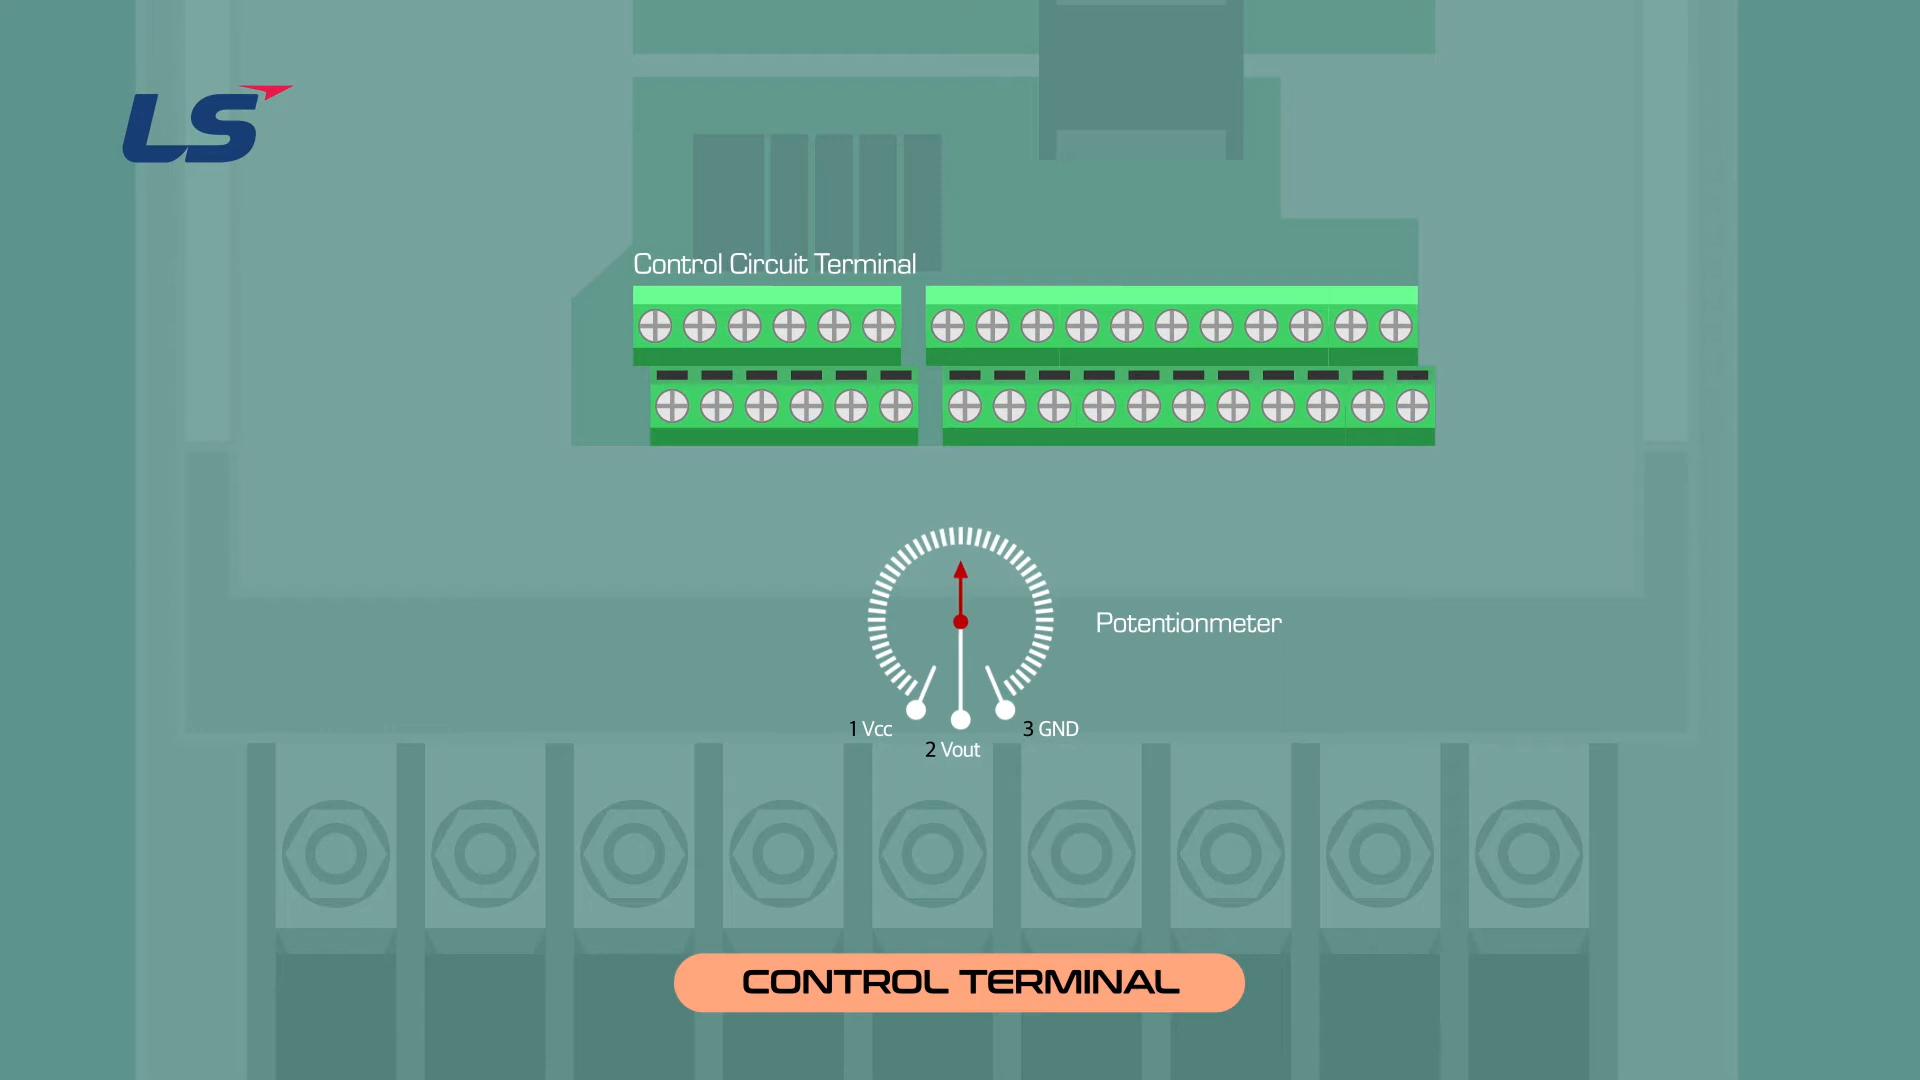 LS
Control Circuit Terminal
Potentionmeter
1 Vcc
3 GND
2 Vout
CONTROL TERMINAL